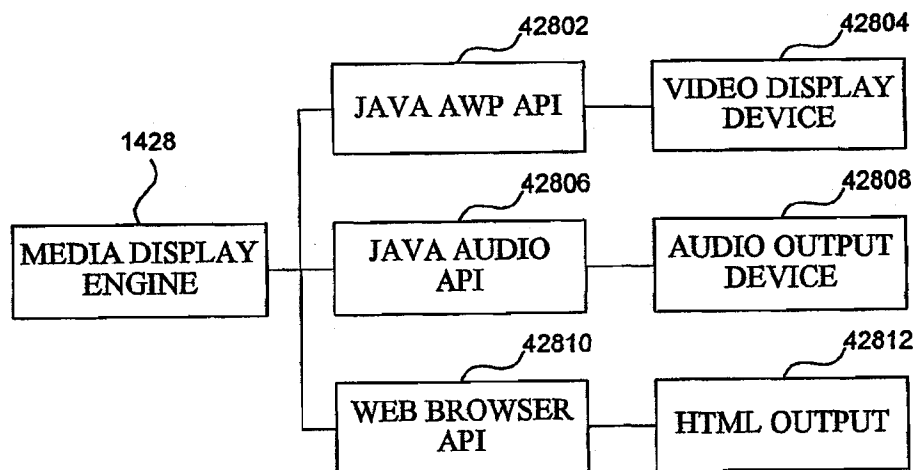 42802
42804
JAVA AWP API
VIDEO DISPLAY
DEVICE
1428
42806
42808
MEDIA DISPLAY
ENGINE
JAVA AUDIO
API
AUDIO OUTPUT
DEVICE
42810
42812
WEB BROWSER
API
HTML OUTPUT